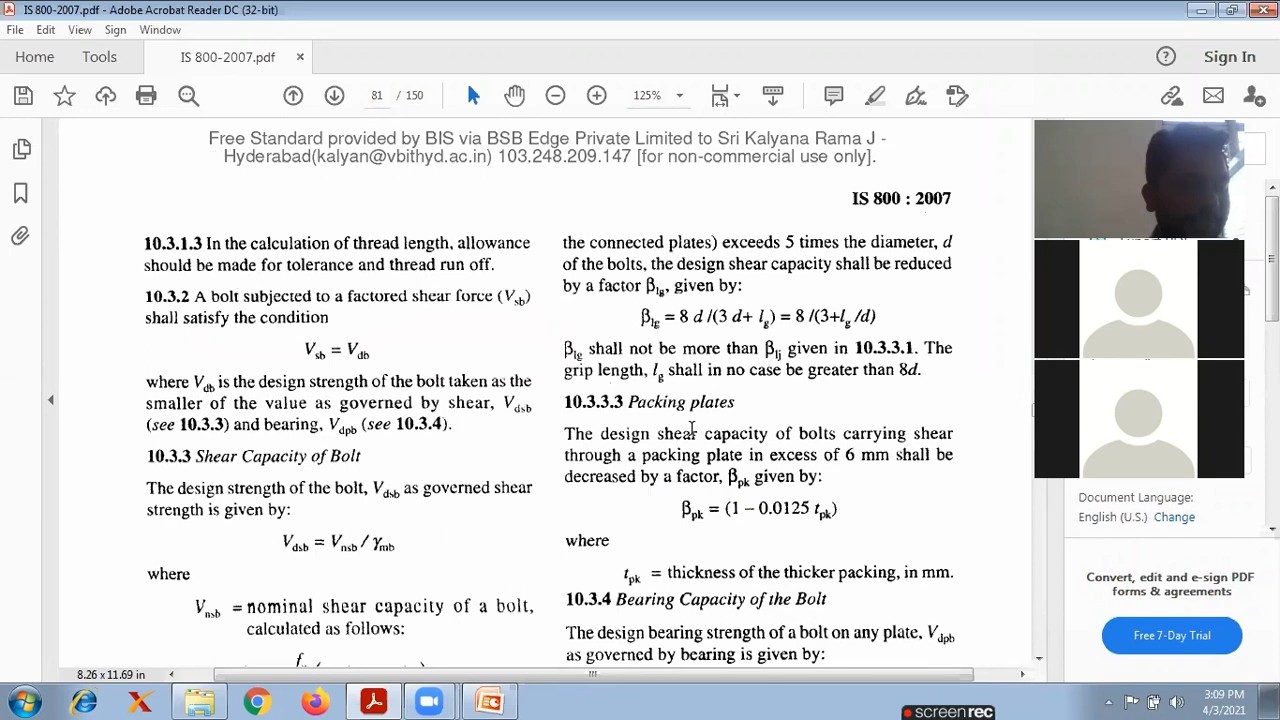 IS 800-2007.pdf - Adobe Acrobat Reader DC (32-bit)
File Edit View Sign Window
Home Tools IS 800-2007.pdf × Sign In
81 / 150 125%
Free Standard provided by BIS via BSB Edge Private Limited to Sri Kalyana Rama J -
Hyderabad(kalyan@vbithyd.ac.in) 103.248.209.147 [for non-commercial use only].
IS 800 : 2007
10.3.1.3 In the calculation of thread length, allowance
should be made for tolerance and thread run off.
10.3.2 A bolt subjected to a factored shear force (Vsb)
shall satisfy the condition
Vsb = Vdb
where Vdb is the design strength of the bolt taken as the
smaller of the value as governed by shear, Vdsb
(see 10.3.3) and bearing, Vdpb (see 10.3.4).
10.3.3 Shear Capacity of Bolt
The design strength of the bolt, Vdsb as governed shear
strength is given by:
Vdsb = Vnsb / γmb
where
Vnsb = nominal shear capacity of a bolt,
calculated as follows:
the connected plates) exceeds 5 times the diameter, d
of the bolts, the design shear capacity shall be reduced
by a factor βlg, given by:
βlg = 8 d /(3 d+ lg) = 8 /(3+lg /d)
βlg shall not be more than βlj given in 10.3.3.1. The
grip length, lg shall in no case be greater than 8d.
10.3.3.3 Packing plates
The design shear capacity of bolts carrying shear
through a packing plate in excess of 6 mm shall be
decreased by a factor, βpk given by:
βpk = (1 – 0.0125 tpk)
where
tpk = thickness of the thicker packing, in mm.
10.3.4 Bearing Capacity of the Bolt
The design bearing strength of a bolt on any plate, Vdpb
as governed by bearing is given by:
Document Language:
English (U.S.) Change
Convert, edit and e-sign PDF
forms & agreements
Free 7-Day Trial
8.26 x 11.69 in
3:09 PM
4/3/2021
screenrec